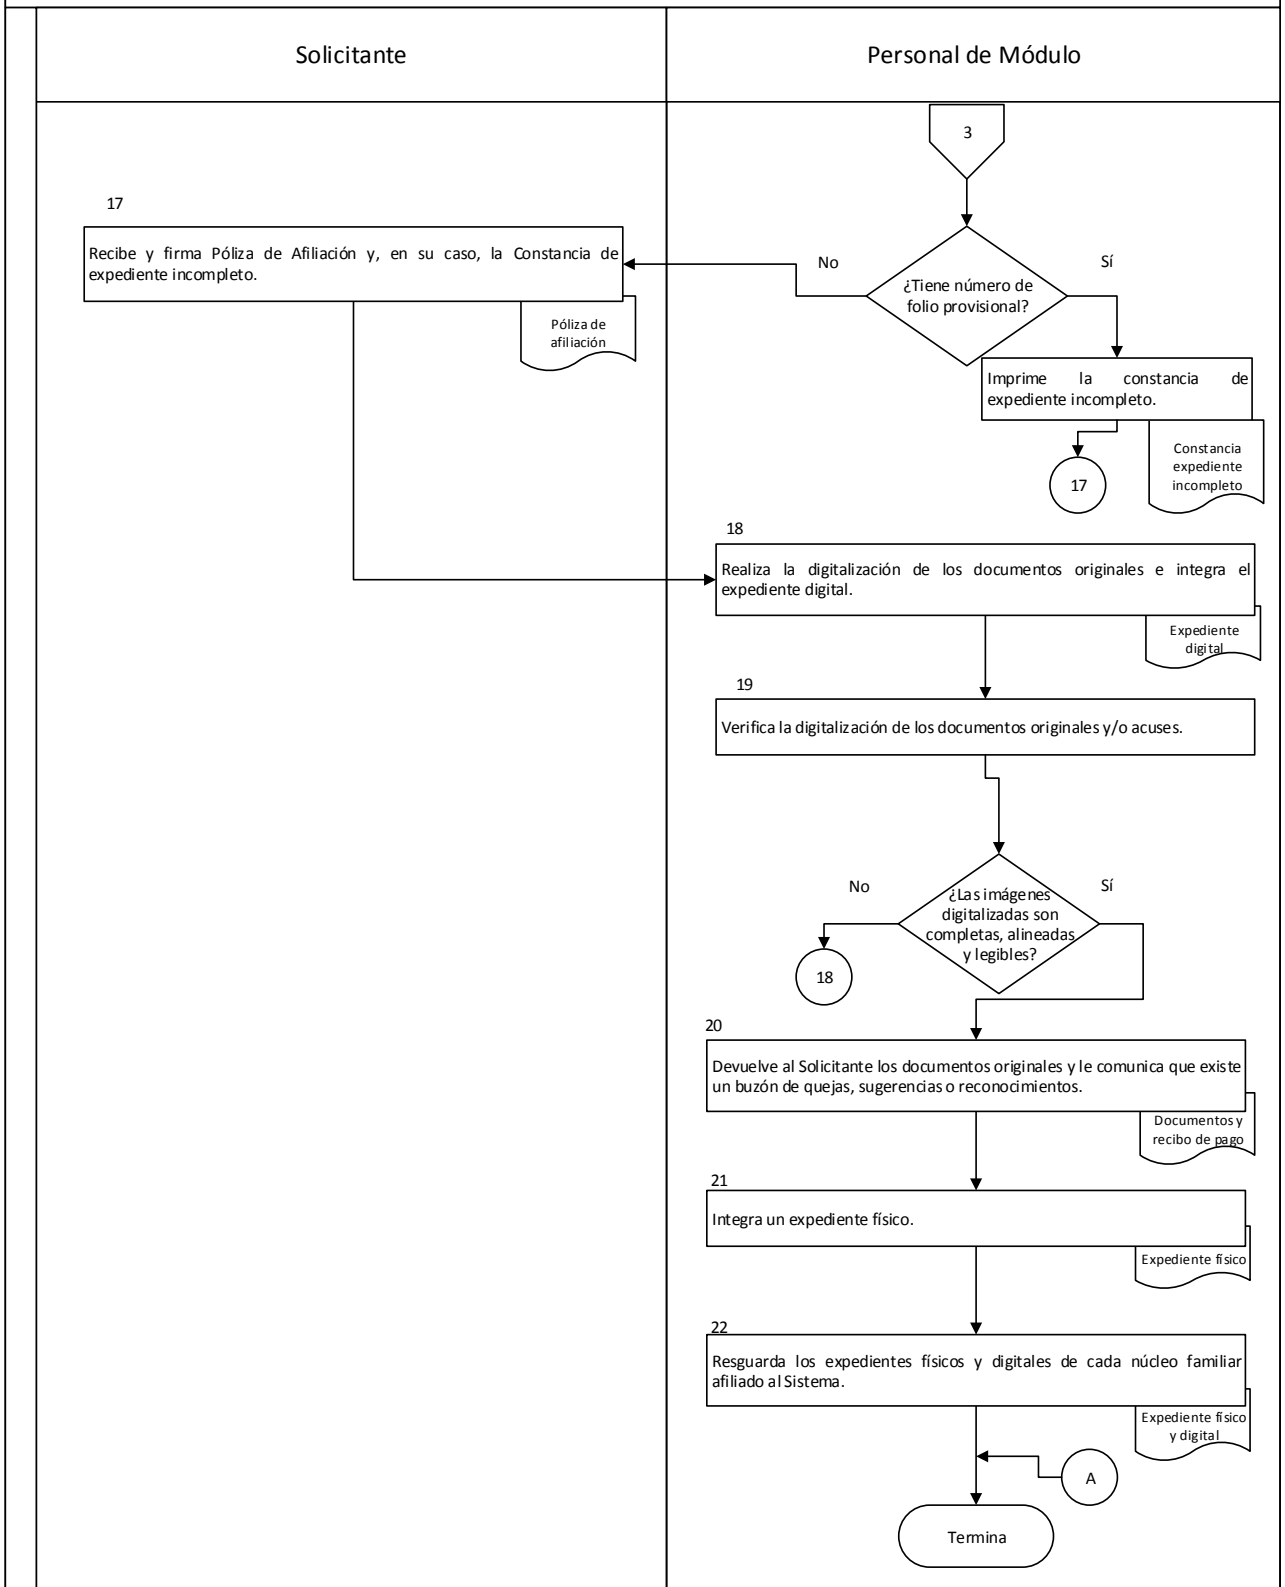 Solicitante
Personal de Módulo
3
17
Recibe y firma Póliza de Afiliación y, en su caso, la Constancia de
expediente incompleto.
Póliza de
afiliación
No
Sí
¿Tiene número de
folio provisional?
Imprime la constancia de
expediente incompleto.
17
Constancia
expediente
incompleto
18
Realiza la digitalización de los documentos originales e integra el
expediente digital.
Expediente
digital
19
Verifica la digitalización de los documentos originales y/o acuses.
No
Sí
¿Las imágenes
digitalizadas son
completas, alineadas
y legibles?
18
20
Devuelve al Solicitante los documentos originales y le comunica que existe
un buzón de quejas, sugerencias o reconocimientos.
Documentos y
recibo de pago
21
Integra un expediente físico.
Expediente físico
22
Resguarda los expedientes físicos y digitales de cada núcleo familiar
afiliado al Sistema.
Expediente físico
y digital
A
Termina